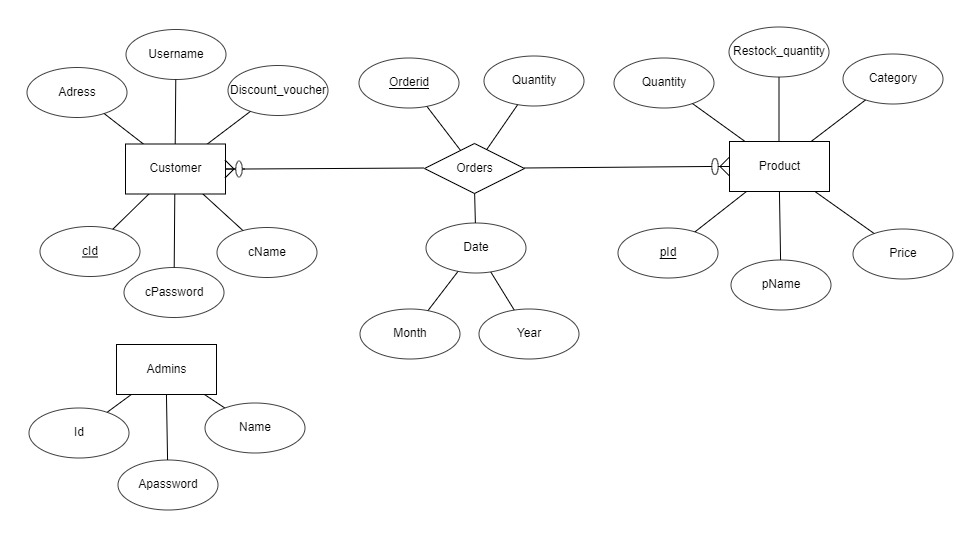 Username
Adress
Discount_voucher
Customer
cId
cPassword
cName
Orderid
Quantity
Orders
Date
Month
Year
Quantity
Restock_quantity
Category
Product
pId
pName
Price
Admins
Id
Apassword
Name